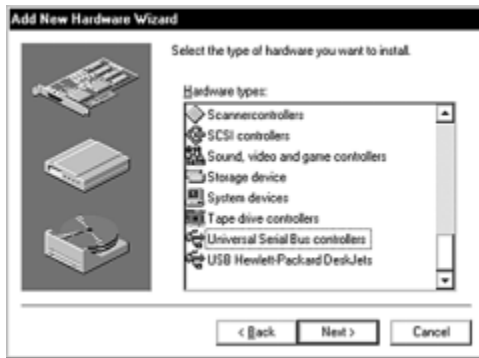 Add New Hardware Wizard
Select the type of hardware you want to install.
Hardware types:
Scannercontrollers
SCSI controllers
Sound, video and game controllers
Storage device
System devices
Tape drive controllers
Universal Serial Bus controllers
USB Hewlett-Packard DeskJets
< Back Next > Cancel